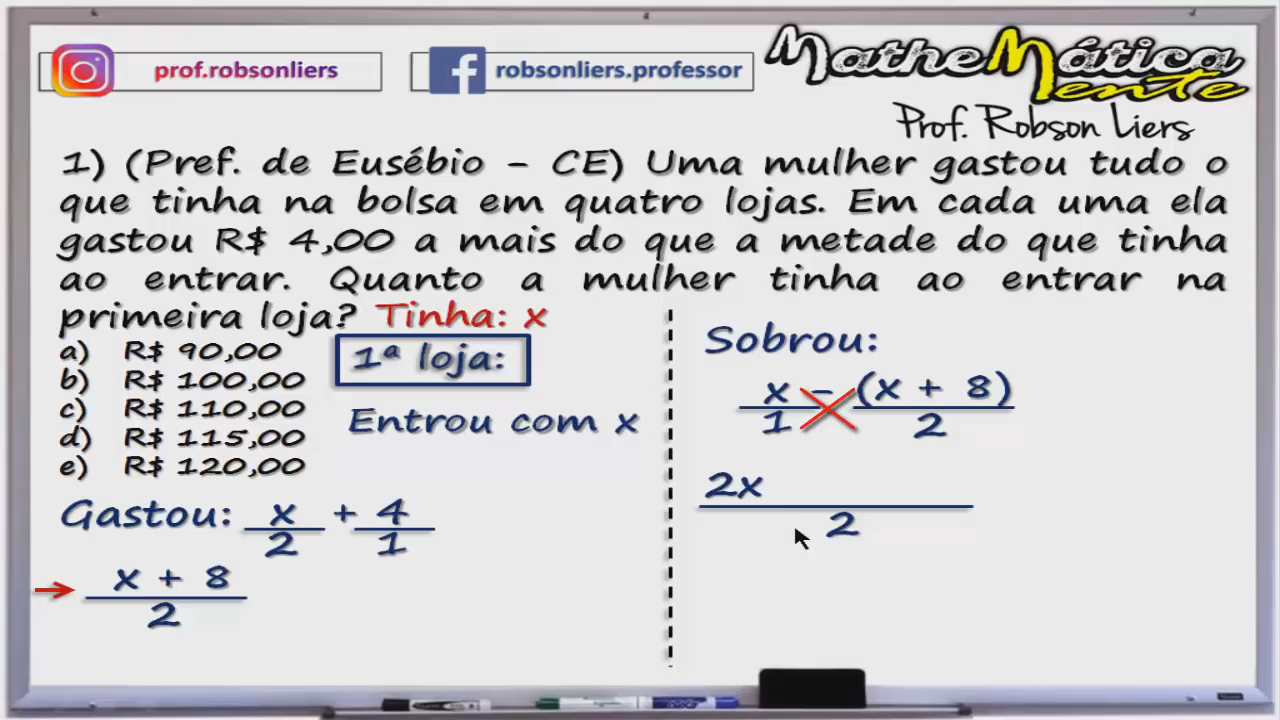 prof.robsonliers
robsonliers.professor
MatheMática
Mente
Prof. Robson Liers
1) (Pref. de Eusébio - CE) Uma mulher gastou tudo o
que tinha na bolsa em quatro lojas. Em cada uma ela
gastou R$ 4,00 a mais do que a metade do que tinha
ao entrar. Quanto a mulher tinha ao entrar na
primeira loja? Tinha: x
a) R$ 90,00
b) R$ 100,00
c) R$ 110,00
d) R$ 115,00
e) R$ 120,00
1ª loja:
Entrou com x
Gastou: x/2 + 4/1
→ x + 8
2
Sobrou:
x/1 - (x + 8)/2
2x
2